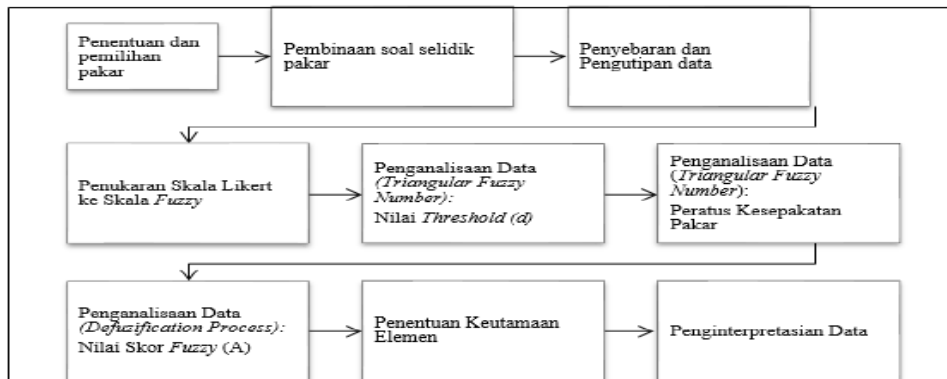 Penentuan dan
pemilihan
pakar
Pembinaan soal selidik
pakar
Penyebaran dan
Pengutipan data
Penukaran Skala Likert
ke Skala Fuzzy
Penganalisaan Data
(Triangular Fuzzy
Number):
Nilai Threshold (d)
Penganalisaan Data
(Triangular Fuzzy
Number):
Peratus Kesepakatan
Pakar
Penganalisaan Data
(Defuzification Process):
Nilai Skor Fuzzy (A)
Penentuan Keutamaan
Elemen
Penginterpretasian Data